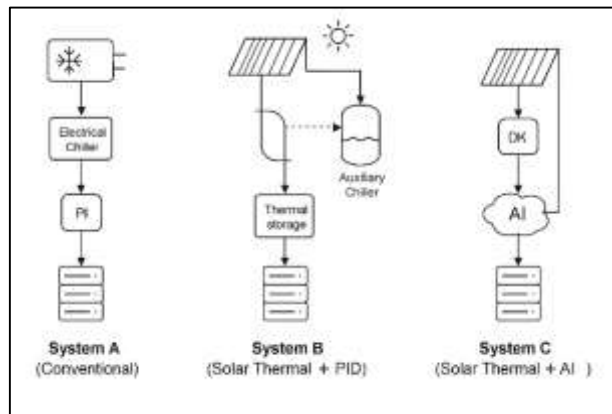 Electrical
Chiller
PI
System A
(Conventional)
Auxiliary
Chiller
Thermal
storage
System B
(Solar Thermal + PID)
DK
AI
System C
(Solar Thermal + AI )